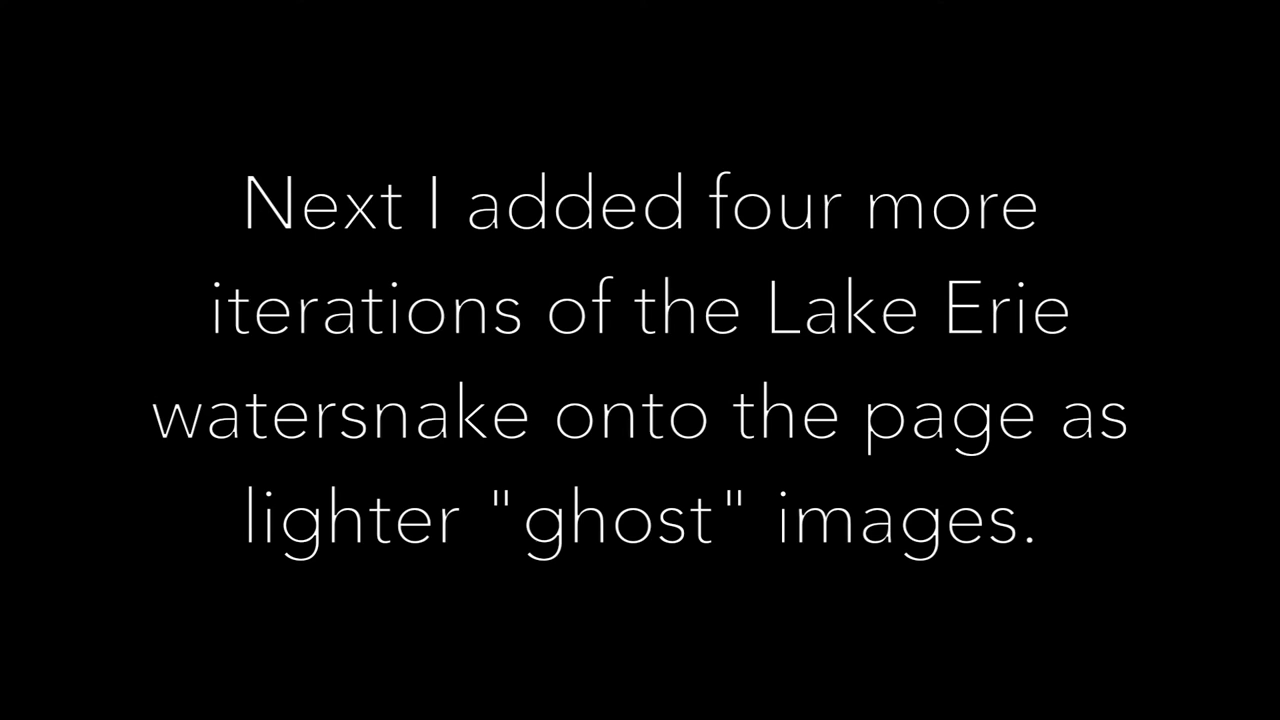 Next I added four more
iterations of the Lake Erie
watersnake onto the page as
lighter "ghost" images.